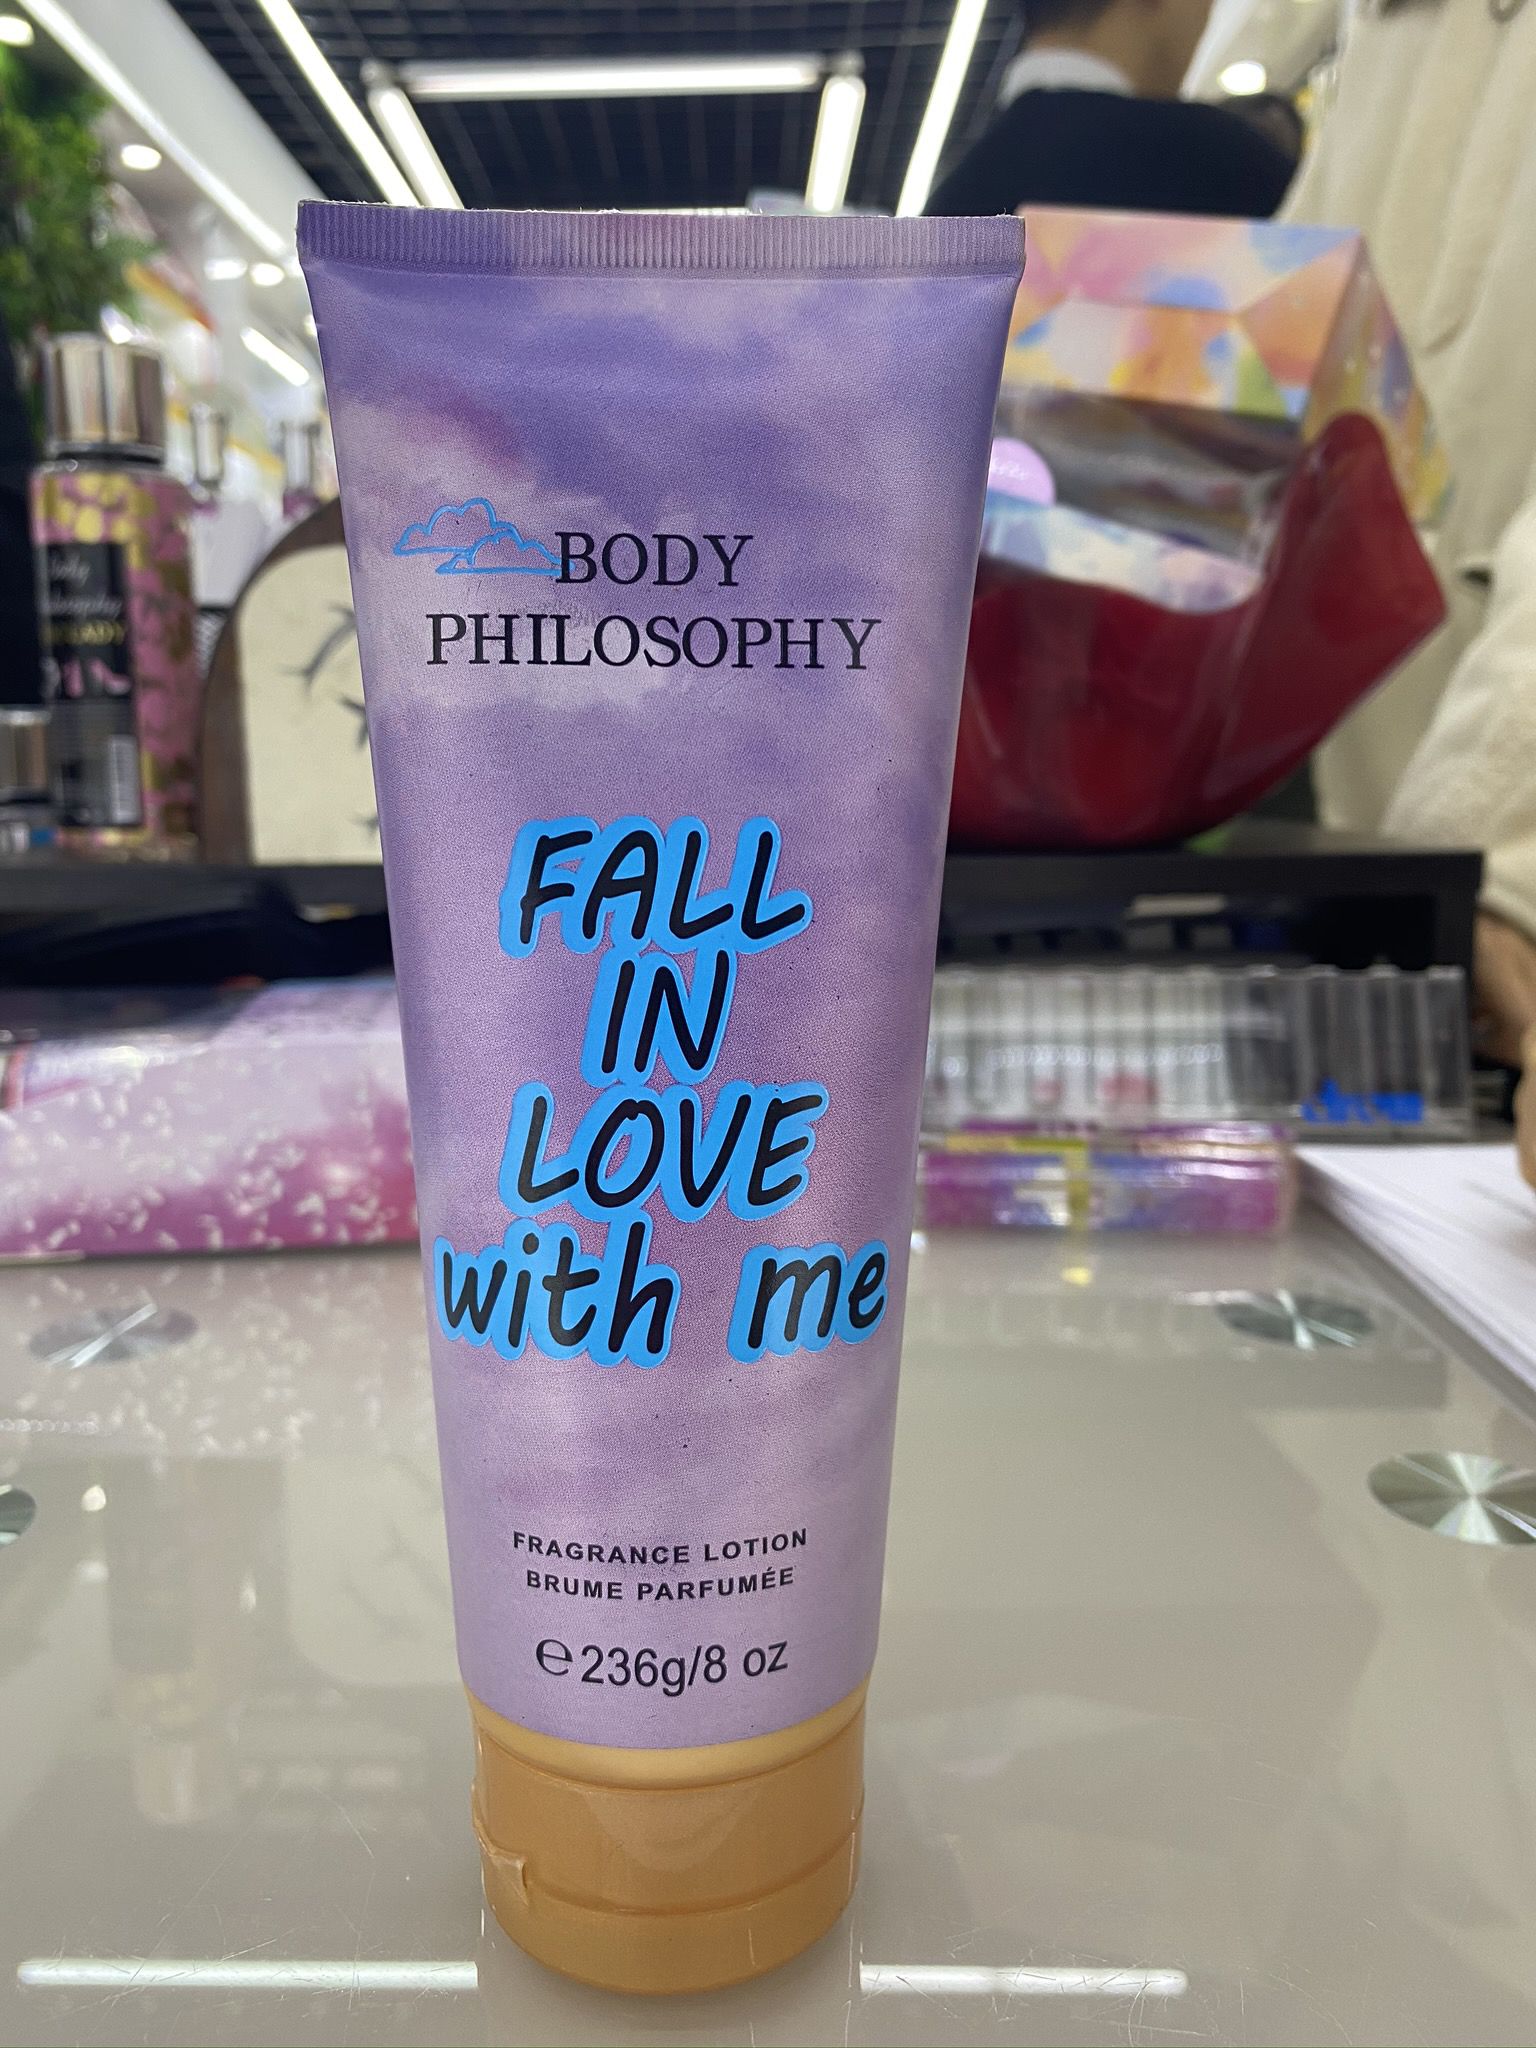 BODY
PHILOSOPHY
FALL
IN
LOVE
with me
FRAGRANCE LOTION
BRUME PARFUMÉE
℮236g/8 oz